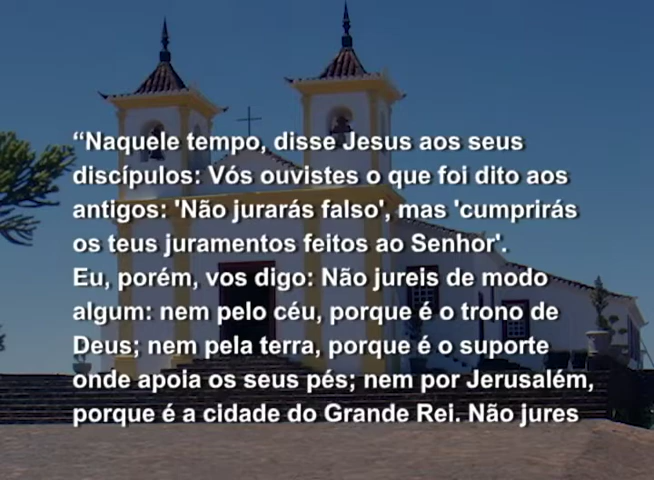 “Naquele tempo, disse Jesus aos seus
discípulos: Vós ouvistes o que foi dito aos
antigos: 'Não jurarás falso', mas 'cumprirás
os teus juramentos feitos ao Senhor'.
Eu, porém, vos digo: Não jureis de modo
algum: nem pelo céu, porque é o trono de
Deus; nem pela terra, porque é o suporte
onde apoia os seus pés; nem por Jerusalém,
porque é a cidade do Grande Rei. Não jures